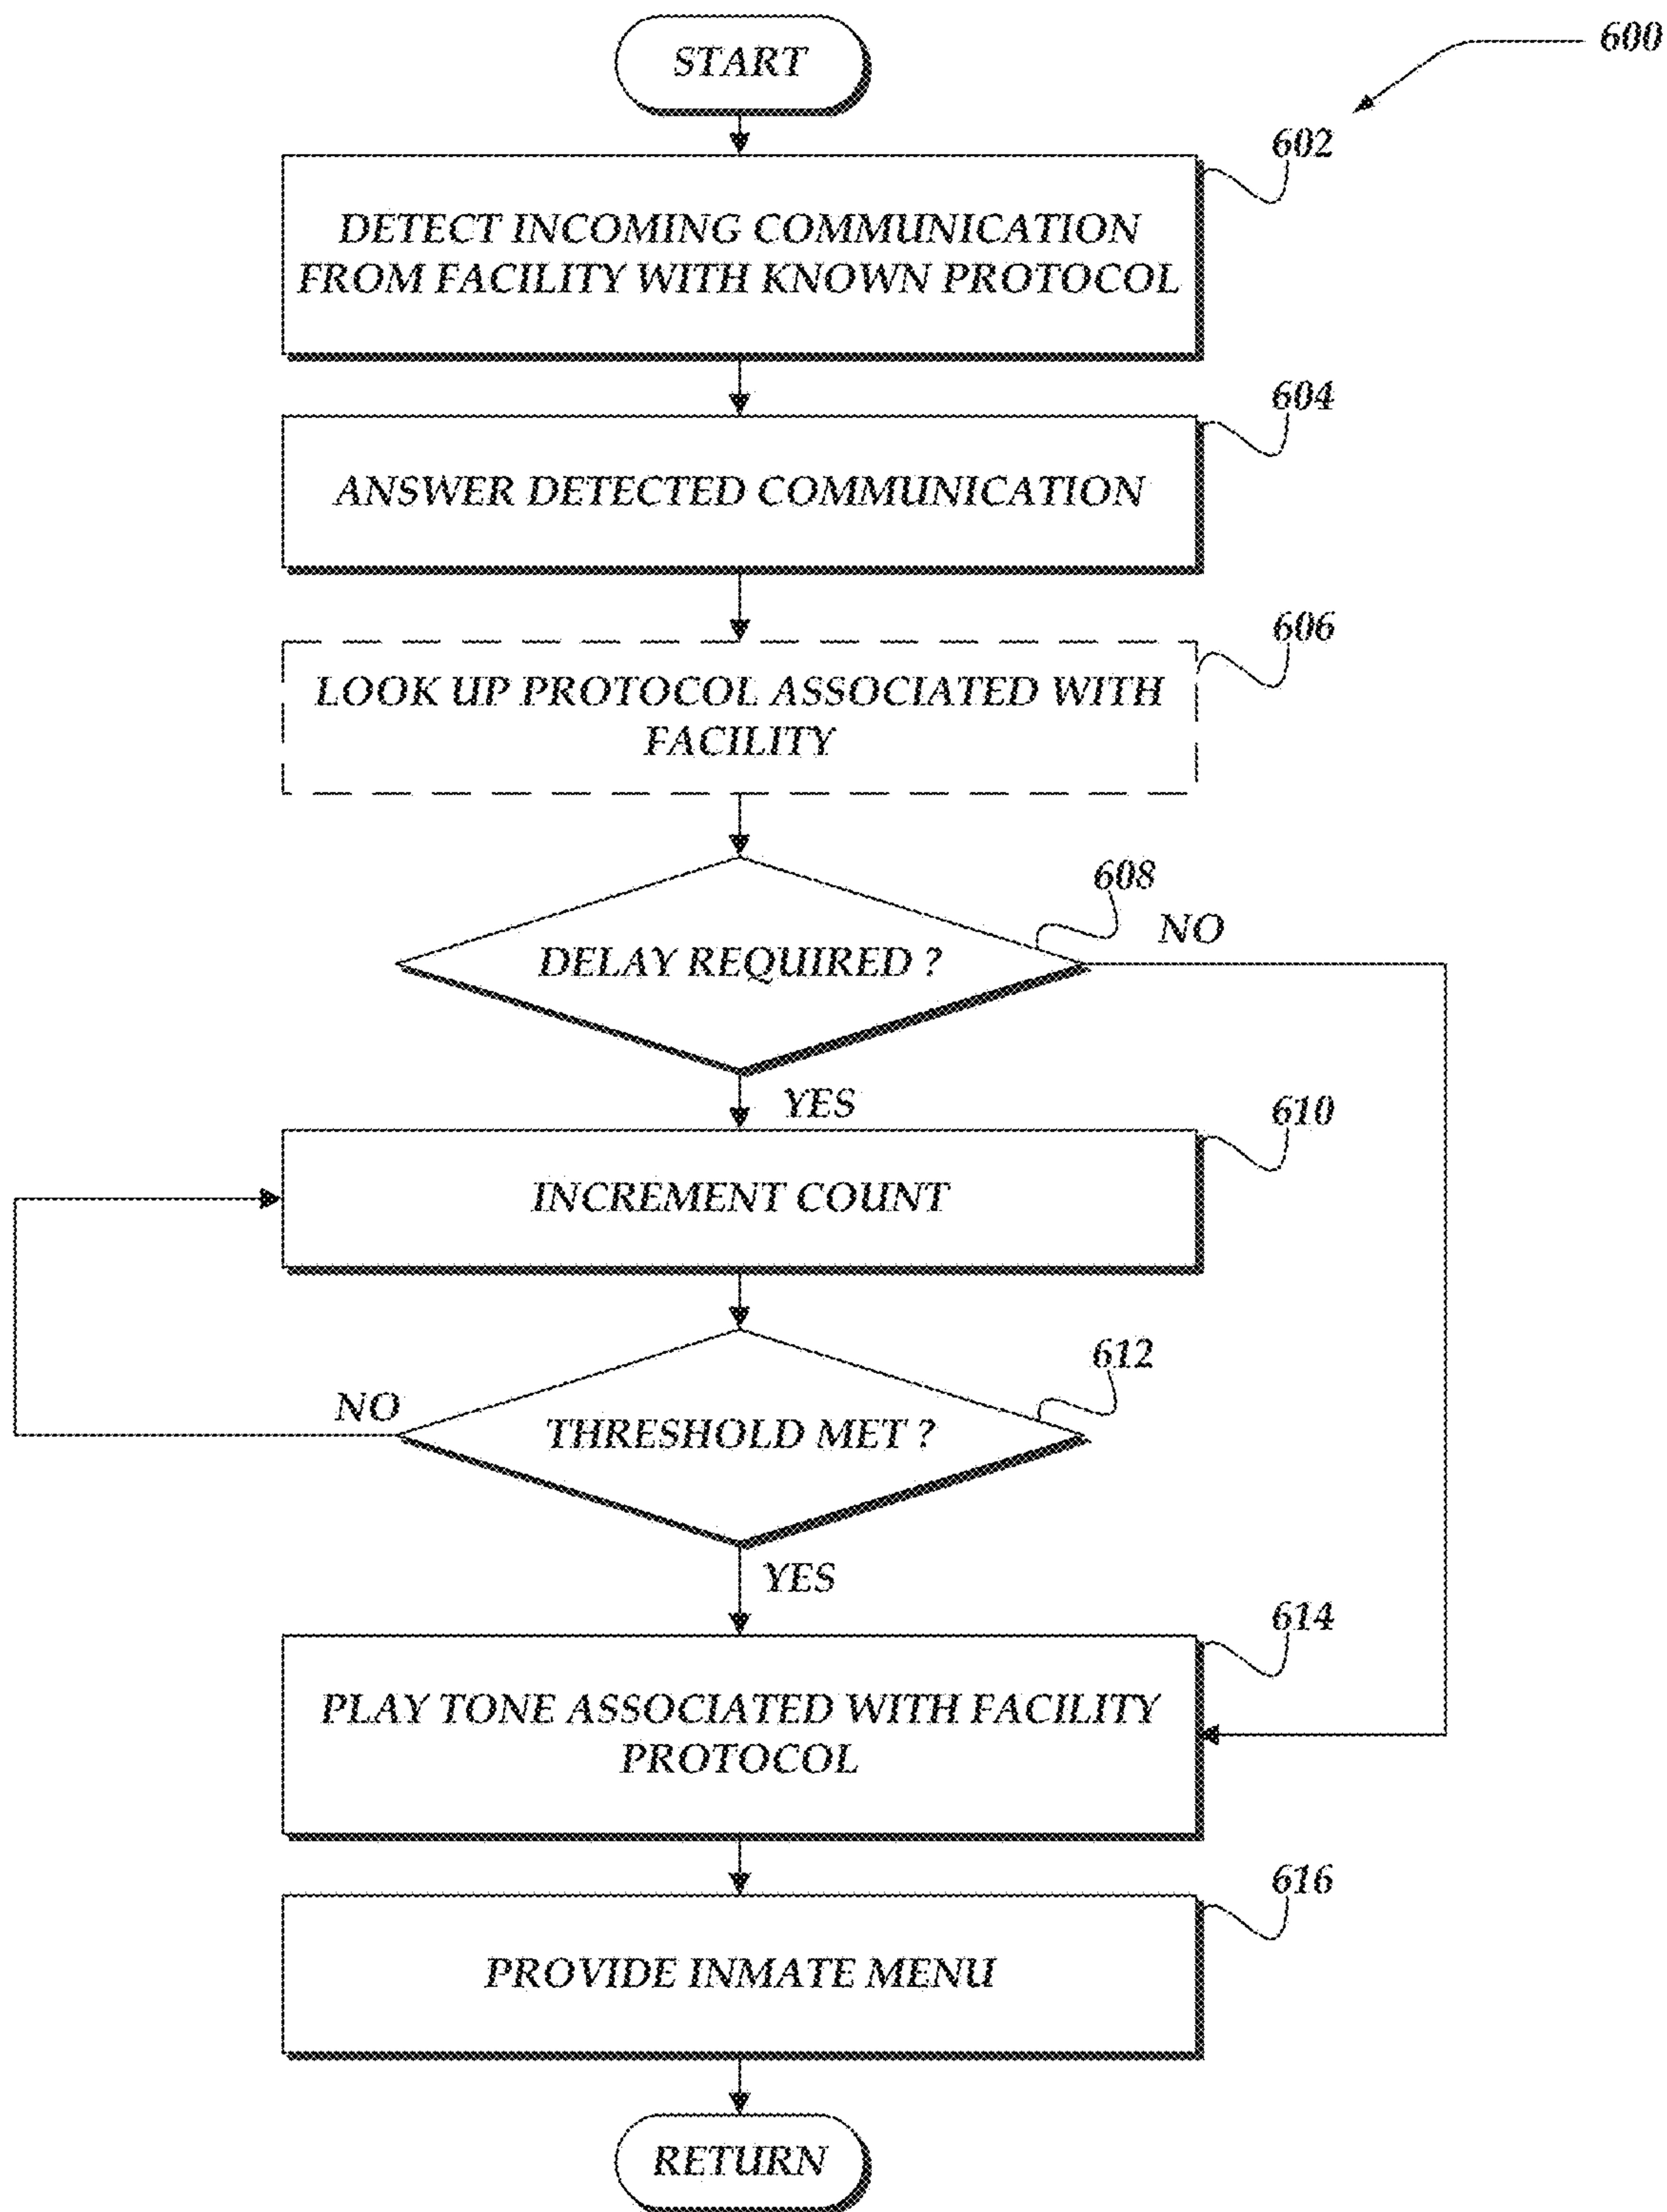 START
600
602
DETECT INCOMING COMMUNICATION
FROM FACILITY WITH KNOWN PROTOCOL
604
ANSWER DETECTED COMMUNICATION
606
LOOK UP PROTOCOL ASSOCIATED WITH
FACILITY
608
NO
DELAY REQUIRED ?
YES
610
INCREMENT COUNT
612
NO
THRESHOLD MET ?
YES
614
PLAY TONE ASSOCIATED WITH FACILITY
PROTOCOL
616
PROVIDE INMATE MENU
RETURN